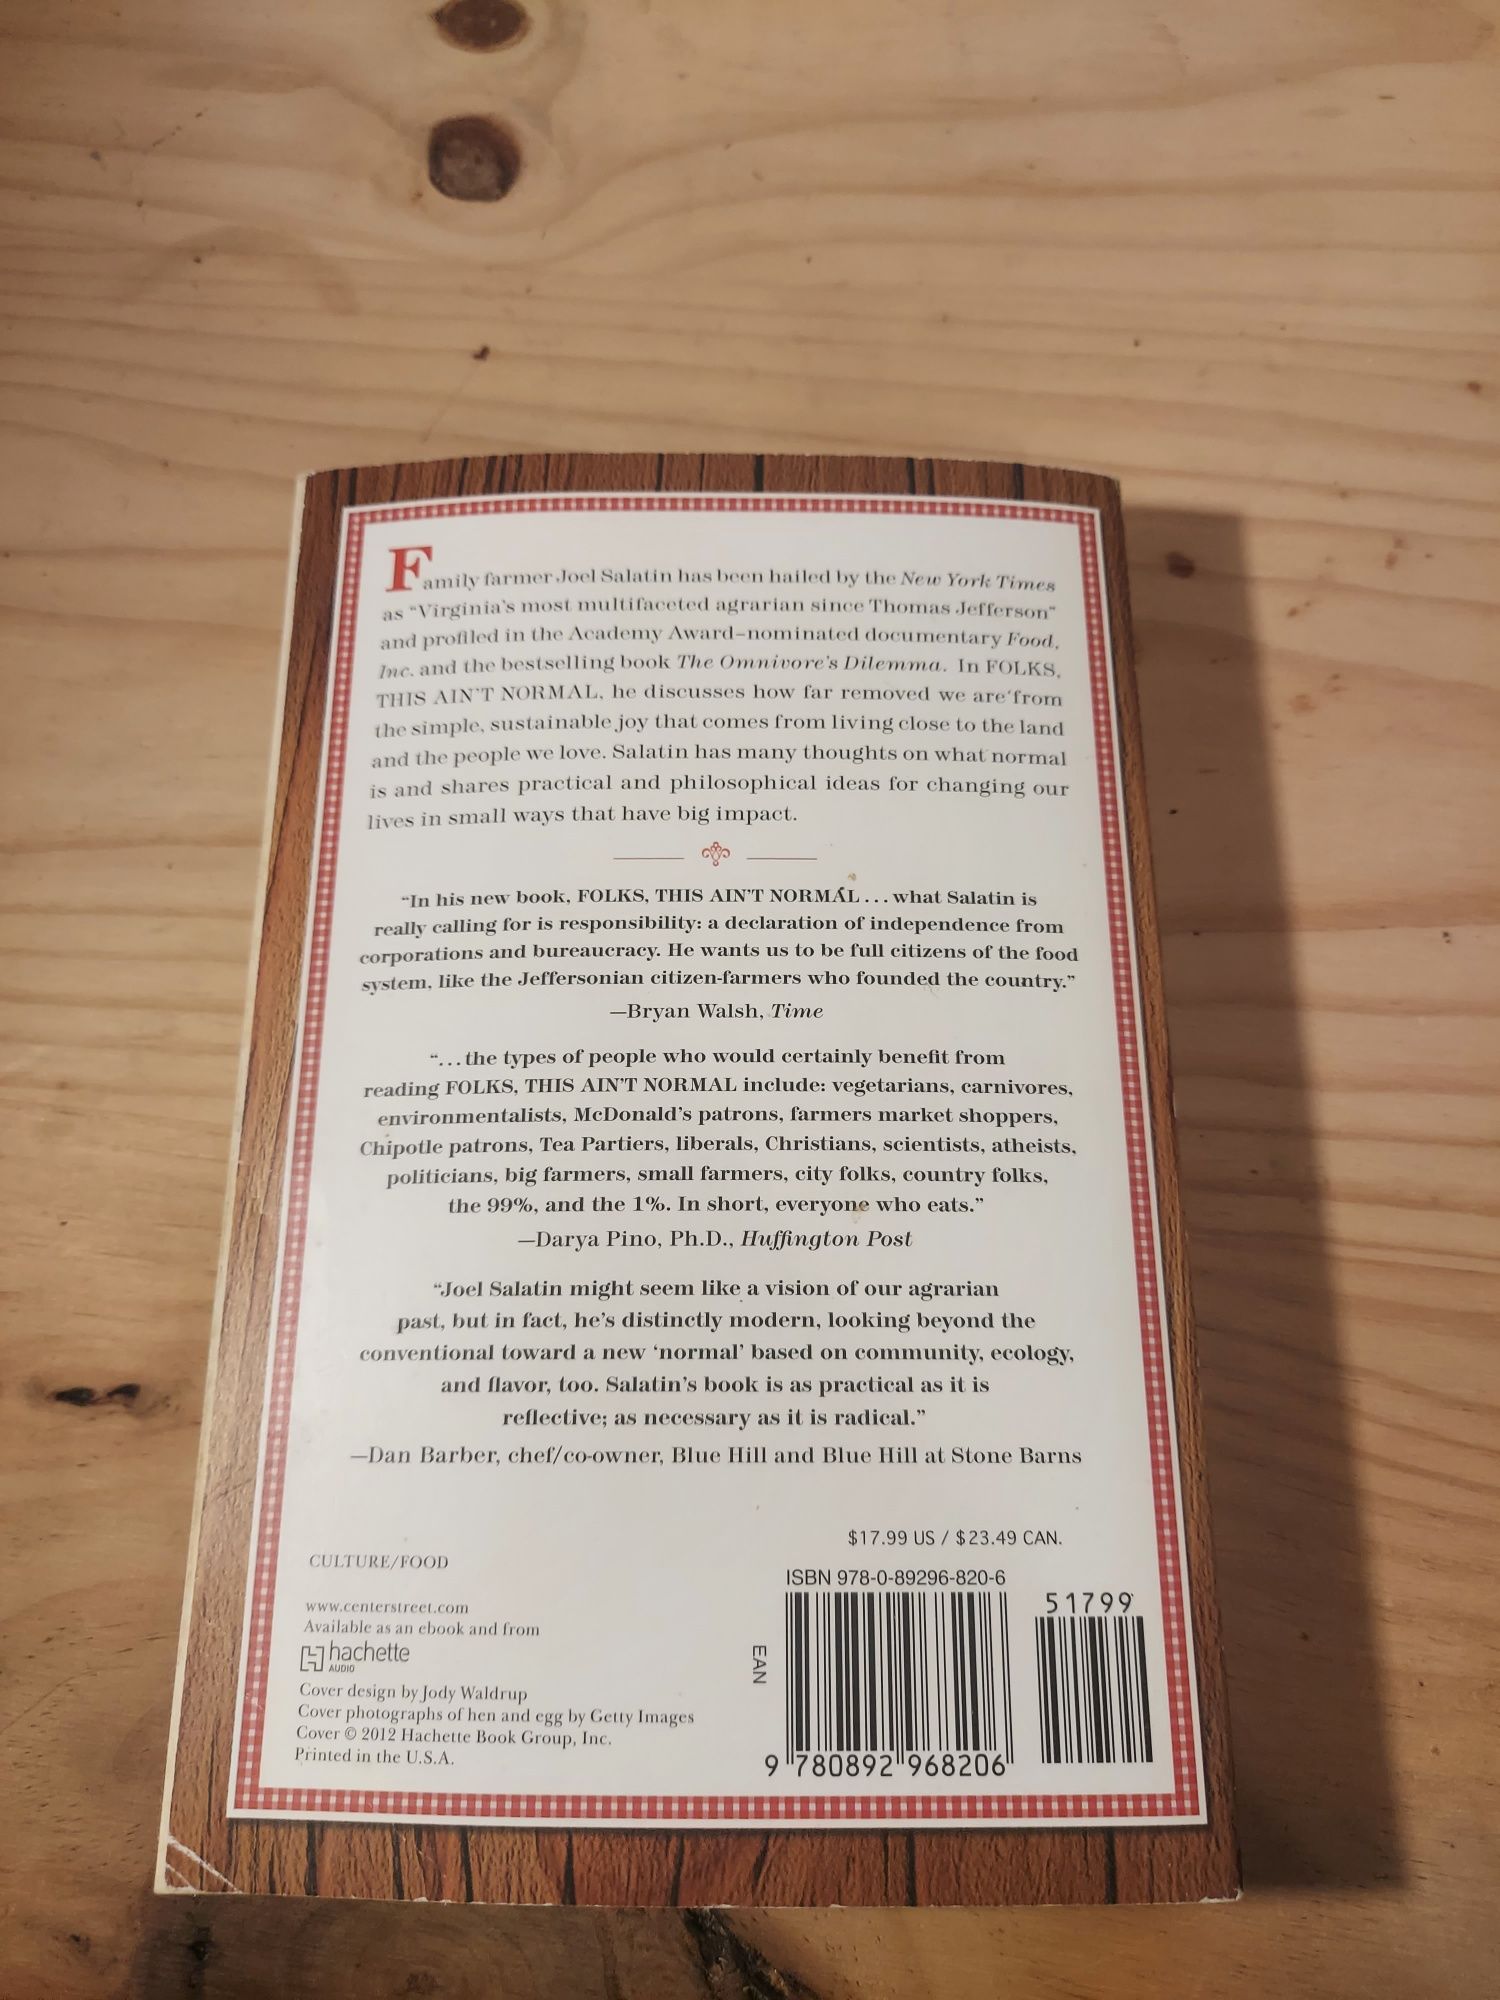 Family farmer Joel Salatin has been hailed by the New York Times
as "Virginia's most multifaceted agrarian since Thomas Jefferson"
and profiled in the Academy Award–nominated documentary Food,
Inc. and the bestselling book The Omnivore's Dilemma. In FOLKS,
THIS AIN'T NORMAL, he discusses how far removed we are from
the simple, sustainable joy that comes from living close to the land
and the people we love. Salatin has many thoughts on what normal
is and shares practical and philosophical ideas for changing our
lives in small ways that have big impact.
"In his new book, FOLKS, THIS AIN'T NORMAL . . . what Salatin is
really calling for is responsibility: a declaration of independence from
corporations and bureaucracy. He wants us to be full citizens of the food
system, like the Jeffersonian citizen-farmers who founded the country."
—Bryan Walsh, Time
". . . the types of people who would certainly benefit from
reading FOLKS, THIS AIN'T NORMAL include: vegetarians, carnivores,
environmentalists, McDonald's patrons, farmers market shoppers,
Chipotle patrons, Tea Partiers, liberals, Christians, scientists, atheists,
politicians, big farmers, small farmers, city folks, country folks,
the 99%, and the 1%. In short, everyone who eats."
—Darya Pino, Ph.D., Huffington Post
"Joel Salatin might seem like a vision of our agrarian
past, but in fact, he's distinctly modern, looking beyond the
conventional toward a new 'normal' based on community, ecology,
and flavor, too. Salatin's book is as practical as it is
reflective; as necessary as it is radical."
—Dan Barber, chef/co-owner, Blue Hill and Blue Hill at Stone Barns
CULTURE/FOOD
www.centerstreet.com
Available as an ebook and from
hachette
AUDIO
Cover design by Jody Waldrup
Cover photographs of hen and egg by Getty Images
Cover © 2012 Hachette Book Group, Inc.
Printed in the U.S.A.
$17.99 US / $23.49 CAN.
ISBN 978-0-89296-820-6
51799
EAN
9 780892 968206